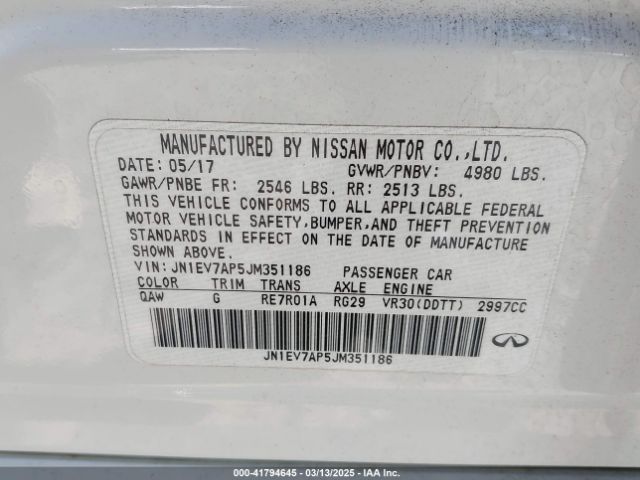 MANUFACTURED BY NISSAN MOTOR CO.,LTD.
DATE: 05/17 GVWR/PNBV: 4980 LBS.
GAWR/PNBE FR: 2546 LBS. RR: 2513 LBS.
THIS VEHICLE CONFORMS TO ALL APPLICABLE FEDERAL
MOTOR VEHICLE SAFETY,BUMPER,AND THEFT PREVENTION
STANDARDS IN EFFECT ON THE DATE OF MANUFACTURE
SHOWN ABOVE.
VIN: JN1EV7AP5JM351186 PASSENGER CAR
COLOR TRIM TRANS AXLE ENGINE
QAW G RE7R01A RG29 VR30(DDTT) 2997CC
JN1EV7AP5JM351186
000-41794645 - 03/13/2025 - IAA Inc.